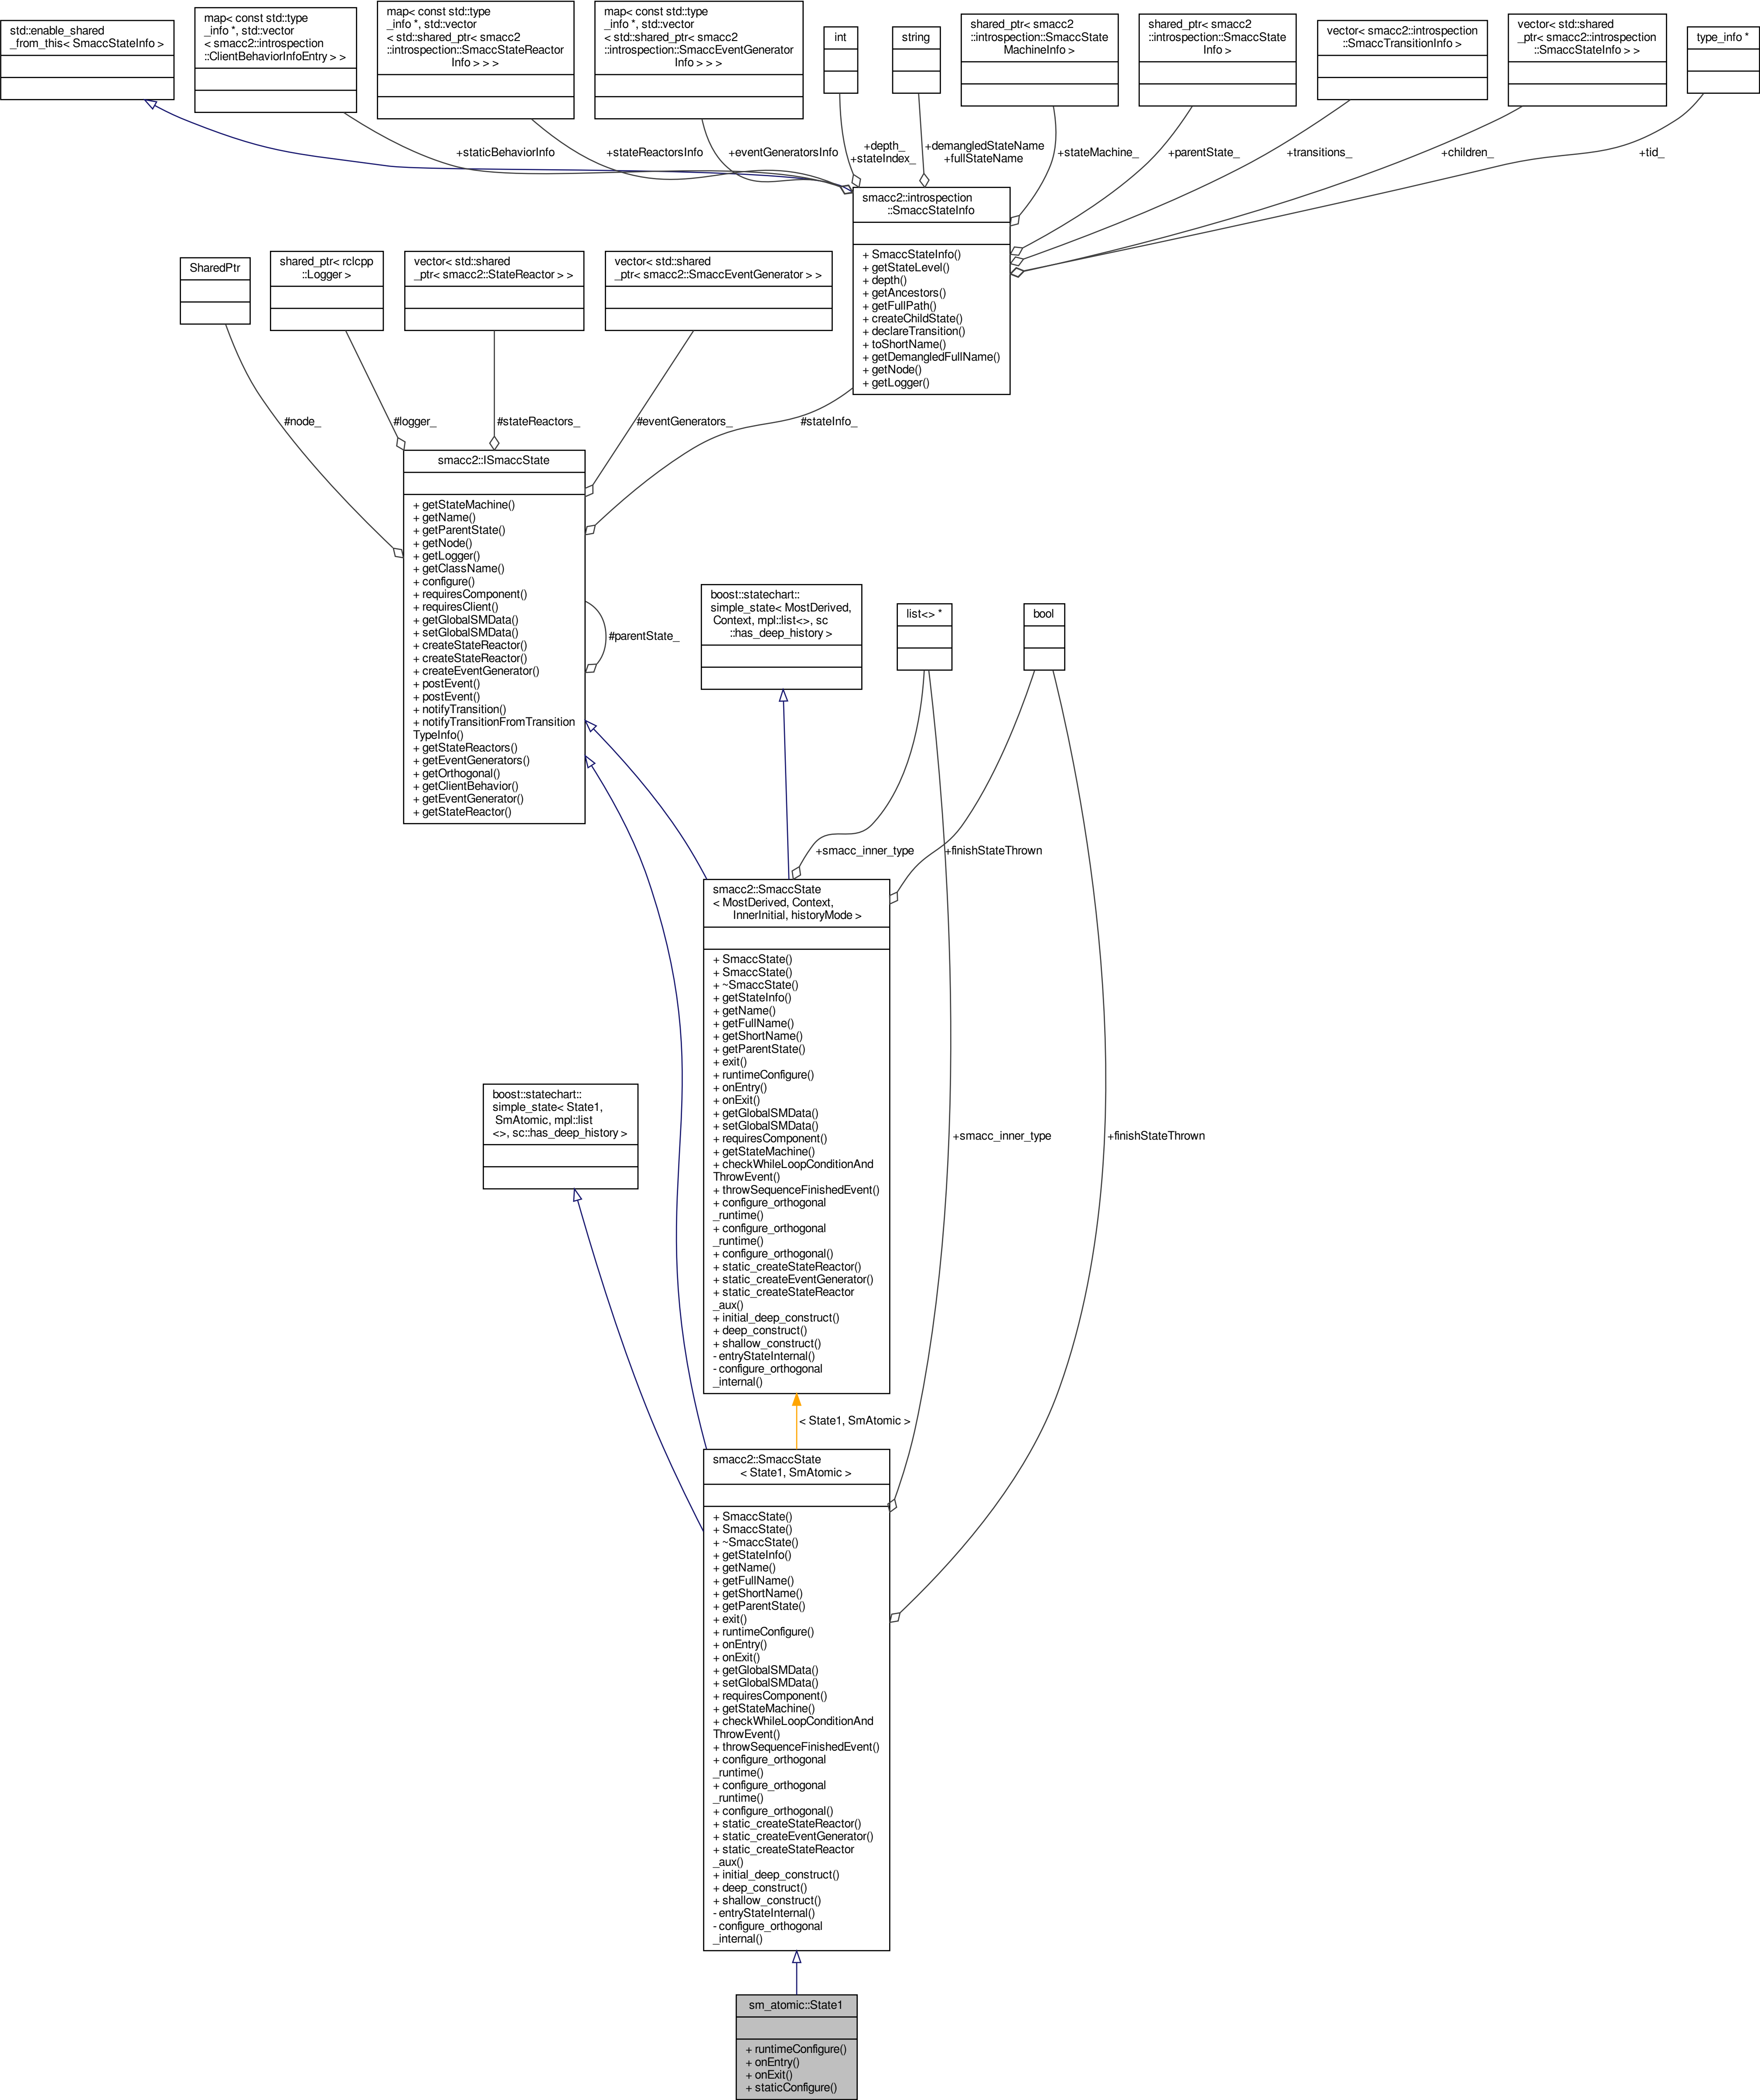 std::enable_shared
_from_this< SmaccStateInfo >
map< const std::type
_info *, std::vector
< smacc2::introspection
::ClientBehaviorInfoEntry > >
map< const std::type
_info *, std::vector
< std::shared_ptr< smacc2
::introspection::SmaccStateReactor
Info > > >
map< const std::type
_info *, std::vector
< std::shared_ptr< smacc2
::introspection::SmaccEventGenerator
Info > > >
int
string
shared_ptr< smacc2
::introspection::SmaccState
MachineInfo >
shared_ptr< smacc2
::introspection::SmaccState
Info >
vector< smacc2::introspection
::SmaccTransitionInfo >
vector< std::shared
_ptr< smacc2::introspection
::SmaccStateInfo > >
type_info *
+staticBehaviorInfo
+stateReactorsInfo
+eventGeneratorsInfo
+depth_
+stateIndex_
+demangledStateName
+fullStateName
+stateMachine_
+parentState_
+transitions_
+children_
+tid_
smacc2::introspection
::SmaccStateInfo
+ SmaccStateInfo()
+ getStateLevel()
+ depth()
+ getAncestors()
+ getFullPath()
+ createChildState()
+ declareTransition()
+ toShortName()
+ getDemangledFullName()
+ getNode()
+ getLogger()
SharedPtr
shared_ptr< rclcpp
::Logger >
vector< std::shared
_ptr< smacc2::StateReactor > >
vector< std::shared
_ptr< smacc2::SmaccEventGenerator > >
#node_
#logger_
#stateReactors_
#eventGenerators_
#stateInfo_
smacc2::ISmaccState
+ getStateMachine()
+ getName()
+ getParentState()
+ getNode()
+ getLogger()
+ getClassName()
+ configure()
+ requiresComponent()
+ requiresClient()
+ getGlobalSMData()
+ setGlobalSMData()
+ createStateReactor()
+ createStateReactor()
+ createEventGenerator()
+ postEvent()
+ postEvent()
+ notifyTransition()
+ notifyTransitionFromTransition
TypeInfo()
+ getStateReactors()
+ getEventGenerators()
+ getOrthogonal()
+ getClientBehavior()
+ getEventGenerator()
+ getStateReactor()
#parentState_
boost::statechart::
simple_state< MostDerived,
Context, mpl::list<>, sc
::has_deep_history >
list<> *
bool
+smacc_inner_type
+finishStateThrown
smacc2::SmaccState
< MostDerived, Context,
InnerInitial, historyMode >
+ SmaccState()
+ SmaccState()
+ ~SmaccState()
+ getStateInfo()
+ getName()
+ getFullName()
+ getShortName()
+ getParentState()
+ exit()
+ runtimeConfigure()
+ onEntry()
+ onExit()
+ getGlobalSMData()
+ setGlobalSMData()
+ requiresComponent()
+ getStateMachine()
+ checkWhileLoopConditionAnd
ThrowEvent()
+ throwSequenceFinishedEvent()
+ configure_orthogonal
_runtime()
+ configure_orthogonal
_runtime()
+ configure_orthogonal()
+ static_createStateReactor()
+ static_createEventGenerator()
+ static_createStateReactor
_aux()
+ initial_deep_construct()
+ deep_construct()
+ shallow_construct()
- entryStateInternal()
- configure_orthogonal
_internal()
boost::statechart::
simple_state< State1,
SmAtomic, mpl::list
<>, sc::has_deep_history >
+smacc_inner_type
+finishStateThrown
< State1, SmAtomic >
smacc2::SmaccState
< State1, SmAtomic >
+ SmaccState()
+ SmaccState()
+ ~SmaccState()
+ getStateInfo()
+ getName()
+ getFullName()
+ getShortName()
+ getParentState()
+ exit()
+ runtimeConfigure()
+ onEntry()
+ onExit()
+ getGlobalSMData()
+ setGlobalSMData()
+ requiresComponent()
+ getStateMachine()
+ checkWhileLoopConditionAnd
ThrowEvent()
+ throwSequenceFinishedEvent()
+ configure_orthogonal
_runtime()
+ configure_orthogonal
_runtime()
+ configure_orthogonal()
+ static_createStateReactor()
+ static_createEventGenerator()
+ static_createStateReactor
_aux()
+ initial_deep_construct()
+ deep_construct()
+ shallow_construct()
- entryStateInternal()
- configure_orthogonal
_internal()
sm_atomic::State1
+ runtimeConfigure()
+ onEntry()
+ onExit()
+ staticConfigure()